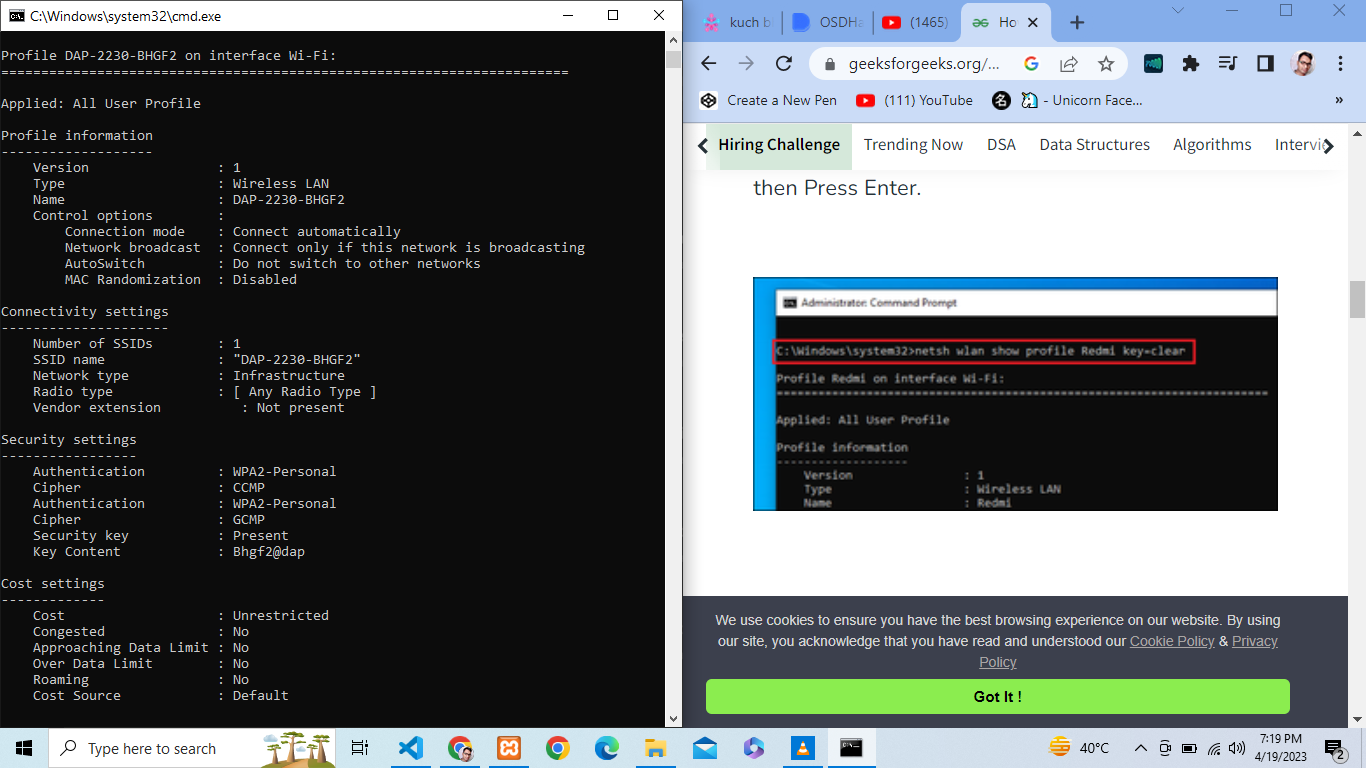 C:\Windows\system32\cmd.exe
Profile DAP-2230-BHGF2 on interface Wi-Fi:
=======================================================================
Applied: All User Profile
Profile information
-------------------
Version : 1
Type : Wireless LAN
Name : DAP-2230-BHGF2
Control options :
Connection mode : Connect automatically
Network broadcast : Connect only if this network is broadcasting
AutoSwitch : Do not switch to other networks
MAC Randomization : Disabled
Connectivity settings
---------------------
Number of SSIDs : 1
SSID name : "DAP-2230-BHGF2"
Network type : Infrastructure
Radio type : [ Any Radio Type ]
Vendor extension : Not present
Security settings
-----------------
Authentication : WPA2-Personal
Cipher : CCMP
Authentication : WPA2-Personal
Cipher : GCMP
Security key : Present
Key Content : Bhgf2@dap
Cost settings
-------------
Cost : Unrestricted
Congested : No
Approaching Data Limit : No
Over Data Limit : No
Roaming : No
Cost Source : Default
kuch b OSDHa (1465) Ho
geeksforgeeks.org/...
Create a New Pen (111) YouTube - Unicorn Face...
Hiring Challenge Trending Now DSA Data Structures Algorithms Intervie
then Press Enter.
Administrator: Command Prompt
C:\Windows\system32>netsh wlan show profile Redmi key=clear
Profile Redmi on interface Wi-Fi:
=======================================================================
Applied: All User Profile
Profile information
-------------------
Version : 1
Type : Wireless LAN
Name : Redmi
We use cookies to ensure you have the best browsing experience on our website. By using
our site, you acknowledge that you have read and understood our Cookie Policy & Privacy
Policy
Got It !
Type here to search
40°C
7:19 PM
4/19/2023
2